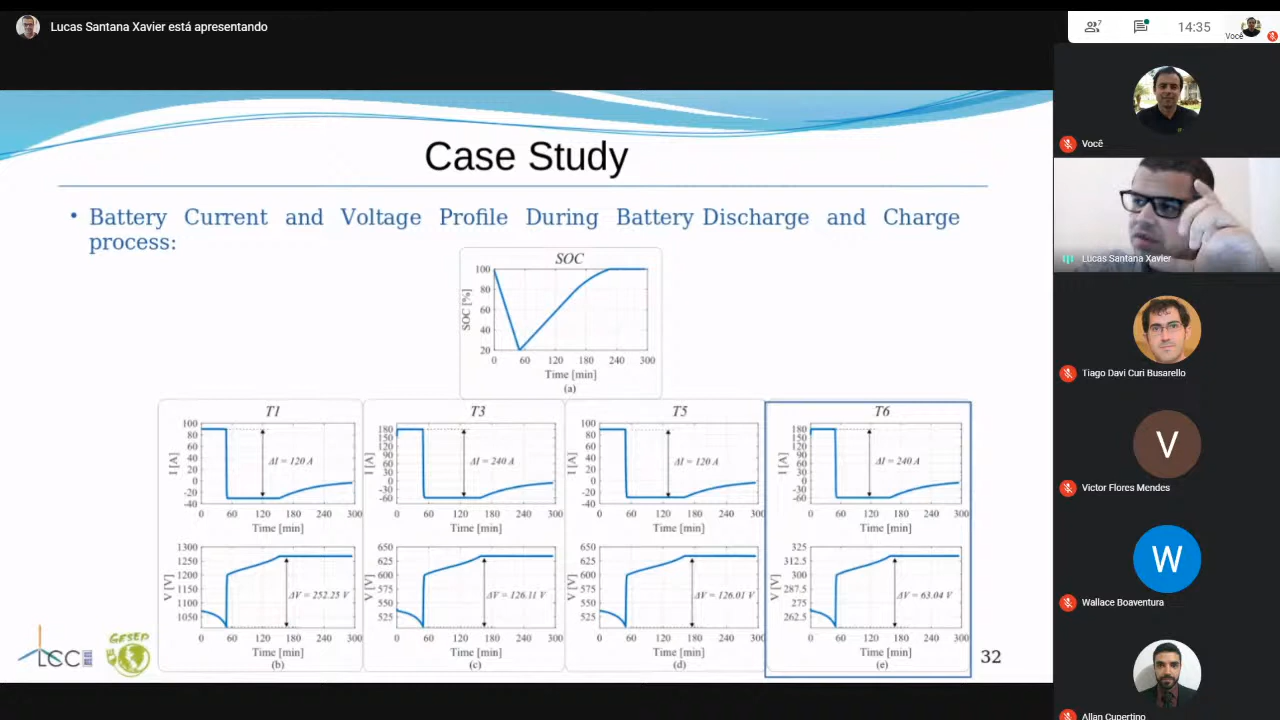 Lucas Santana Xavier está apresentando
7
14:35
Você
Case Study
• Battery Current and Voltage Profile During Battery Discharge and Charge
process:
SOC
SOC [%]
100
80
60
40
20
0 60 120 180 240 300
Time [min]
(a)
T1
I [A]
100
80
60
40
20
0
-20
-40
ΔI = 120 A
0 60 120 180 240 300
Time [min]
V [V]
1300
1250
1200
1150
1100
1050
ΔV = 252.25 V
0 60 120 180 240 300
Time [min]
(b)
T3
I [A]
180
150
120
90
60
30
0
-30
-60
ΔI = 240 A
0 60 120 180 240 300
Time [min]
V [V]
650
625
600
575
550
525
ΔV = 126.11 V
0 60 120 180 240 300
Time [min]
(c)
T5
I [A]
100
80
60
40
20
0
-20
-40
ΔI = 120 A
0 60 120 180 240 300
Time [min]
V [V]
650
625
600
575
550
525
ΔV = 126.01 V
0 60 120 180 240 300
Time [min]
(d)
T6
I [A]
180
150
120
90
60
30
0
-30
-60
ΔI = 240 A
0 60 120 180 240 300
Time [min]
V [V]
325
312.5
300
287.5
275
262.5
ΔV = 63.04 V
0 60 120 180 240 300
Time [min]
(e)
LCCE
GESEP
32
Você
Lucas Santana Xavier
Tiago Davi Curi Busarello
V
Victor Flores Mendes
W
Wallace Boaventura
Allan Cupertino